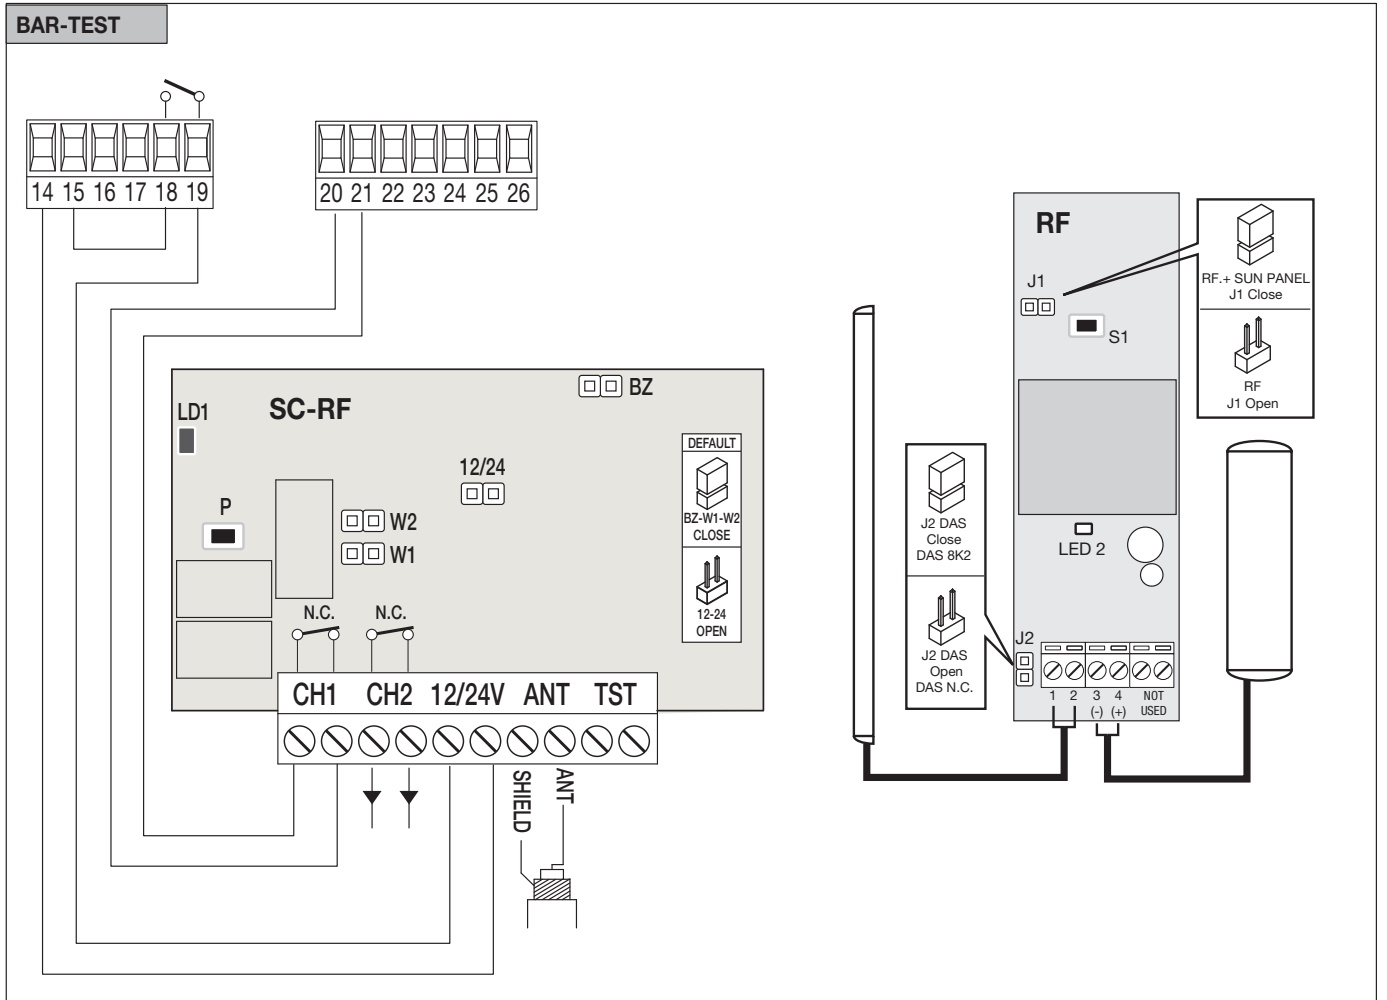 BAR-TEST
14 15 16 17 18 19
20 21 22 23 24 25 26
SC-RF
LD1
BZ
12/24
P
W2
W1
DEFAULT
BZ-W1-W2
CLOSE
12-24
OPEN
N.C. N.C.
CH1 CH2 12/24V ANT TST
SHIELD
ANT
RF
J1
S1
RF.+ SUN PANEL
J1 Close
RF
J1 Open
J2 DAS
Close
DAS 8K2
J2 DAS
Open
DAS N.C.
LED 2
J2
1 2 3 4 NOT
(-) (+) USED